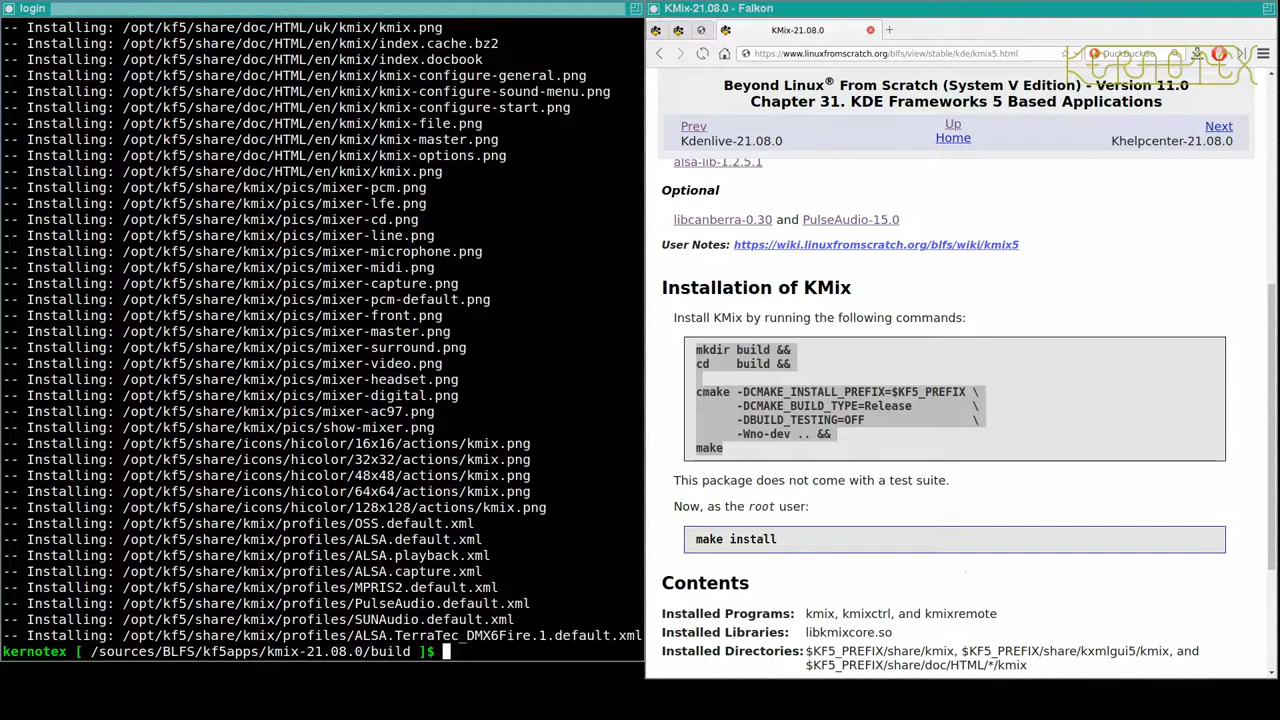 login
-- Installing: /opt/kf5/share/doc/HTML/uk/kmix/kmix.png
-- Installing: /opt/kf5/share/doc/HTML/en/kmix/index.cache.bz2
-- Installing: /opt/kf5/share/doc/HTML/en/kmix/index.docbook
-- Installing: /opt/kf5/share/doc/HTML/en/kmix/kmix-configure-general.png
-- Installing: /opt/kf5/share/doc/HTML/en/kmix/kmix-configure-sound-menu.png
-- Installing: /opt/kf5/share/doc/HTML/en/kmix/kmix-configure-start.png
-- Installing: /opt/kf5/share/doc/HTML/en/kmix/kmix-file.png
-- Installing: /opt/kf5/share/doc/HTML/en/kmix/kmix-master.png
-- Installing: /opt/kf5/share/doc/HTML/en/kmix/kmix-options.png
-- Installing: /opt/kf5/share/doc/HTML/en/kmix/kmix.png
-- Installing: /opt/kf5/share/kmix/pics/mixer-pcm.png
-- Installing: /opt/kf5/share/kmix/pics/mixer-lfe.png
-- Installing: /opt/kf5/share/kmix/pics/mixer-cd.png
-- Installing: /opt/kf5/share/kmix/pics/mixer-line.png
-- Installing: /opt/kf5/share/kmix/pics/mixer-microphone.png
-- Installing: /opt/kf5/share/kmix/pics/mixer-midi.png
-- Installing: /opt/kf5/share/kmix/pics/mixer-capture.png
-- Installing: /opt/kf5/share/kmix/pics/mixer-pcm-default.png
-- Installing: /opt/kf5/share/kmix/pics/mixer-front.png
-- Installing: /opt/kf5/share/kmix/pics/mixer-master.png
-- Installing: /opt/kf5/share/kmix/pics/mixer-surround.png
-- Installing: /opt/kf5/share/kmix/pics/mixer-video.png
-- Installing: /opt/kf5/share/kmix/pics/mixer-headset.png
-- Installing: /opt/kf5/share/kmix/pics/mixer-digital.png
-- Installing: /opt/kf5/share/kmix/pics/mixer-ac97.png
-- Installing: /opt/kf5/share/kmix/pics/show-mixer.png
-- Installing: /opt/kf5/share/icons/hicolor/16x16/actions/kmix.png
-- Installing: /opt/kf5/share/icons/hicolor/32x32/actions/kmix.png
-- Installing: /opt/kf5/share/icons/hicolor/48x48/actions/kmix.png
-- Installing: /opt/kf5/share/icons/hicolor/64x64/actions/kmix.png
-- Installing: /opt/kf5/share/icons/hicolor/128x128/actions/kmix.png
-- Installing: /opt/kf5/share/kmix/profiles/OSS.default.xml
-- Installing: /opt/kf5/share/kmix/profiles/ALSA.default.xml
-- Installing: /opt/kf5/share/kmix/profiles/ALSA.playback.xml
-- Installing: /opt/kf5/share/kmix/profiles/ALSA.capture.xml
-- Installing: /opt/kf5/share/kmix/profiles/MPRIS2.default.xml
-- Installing: /opt/kf5/share/kmix/profiles/PulseAudio.default.xml
-- Installing: /opt/kf5/share/kmix/profiles/SUNAudio.default.xml
-- Installing: /opt/kf5/share/kmix/profiles/ALSA.TerraTec_DMX6Fire.1.default.xml
kernotex [ /sources/BLFS/kf5apps/kmix-21.08.0/build ]$
KMix-21.08.0 - Falkon
KMix-21.08.0
https://www.linuxfromscratch.org/blfs/view/stable/kde/kmix5.html
DuckDuckGo
KERNOTEX
Beyond Linux® From Scratch (System V Edition) - Version 11.0
Chapter 31. KDE Frameworks 5 Based Applications
Prev Up Next
Kdenlive-21.08.0 Home Khelpcenter-21.08.0
alsa-lib-1.2.5.1
Optional
libcanberra-0.30 and PulseAudio-15.0
User Notes: https://wiki.linuxfromscratch.org/blfs/wiki/kmix5
Installation of KMix
Install KMix by running the following commands:
mkdir build &&
cd    build &&
cmake -DCMAKE_INSTALL_PREFIX=$KF5_PREFIX \
-DCMAKE_BUILD_TYPE=Release         \
-DBUILD_TESTING=OFF                \
-Wno-dev .. &&
make
This package does not come with a test suite.
Now, as the root user:
make install
Contents
Installed Programs: kmix, kmixctrl, and kmixremote
Installed Libraries: libkmixcore.so
Installed Directories: $KF5_PREFIX/share/kmix, $KF5_PREFIX/share/kxmlgui5/kmix, and
$KF5_PREFIX/share/doc/HTML/*/kmix